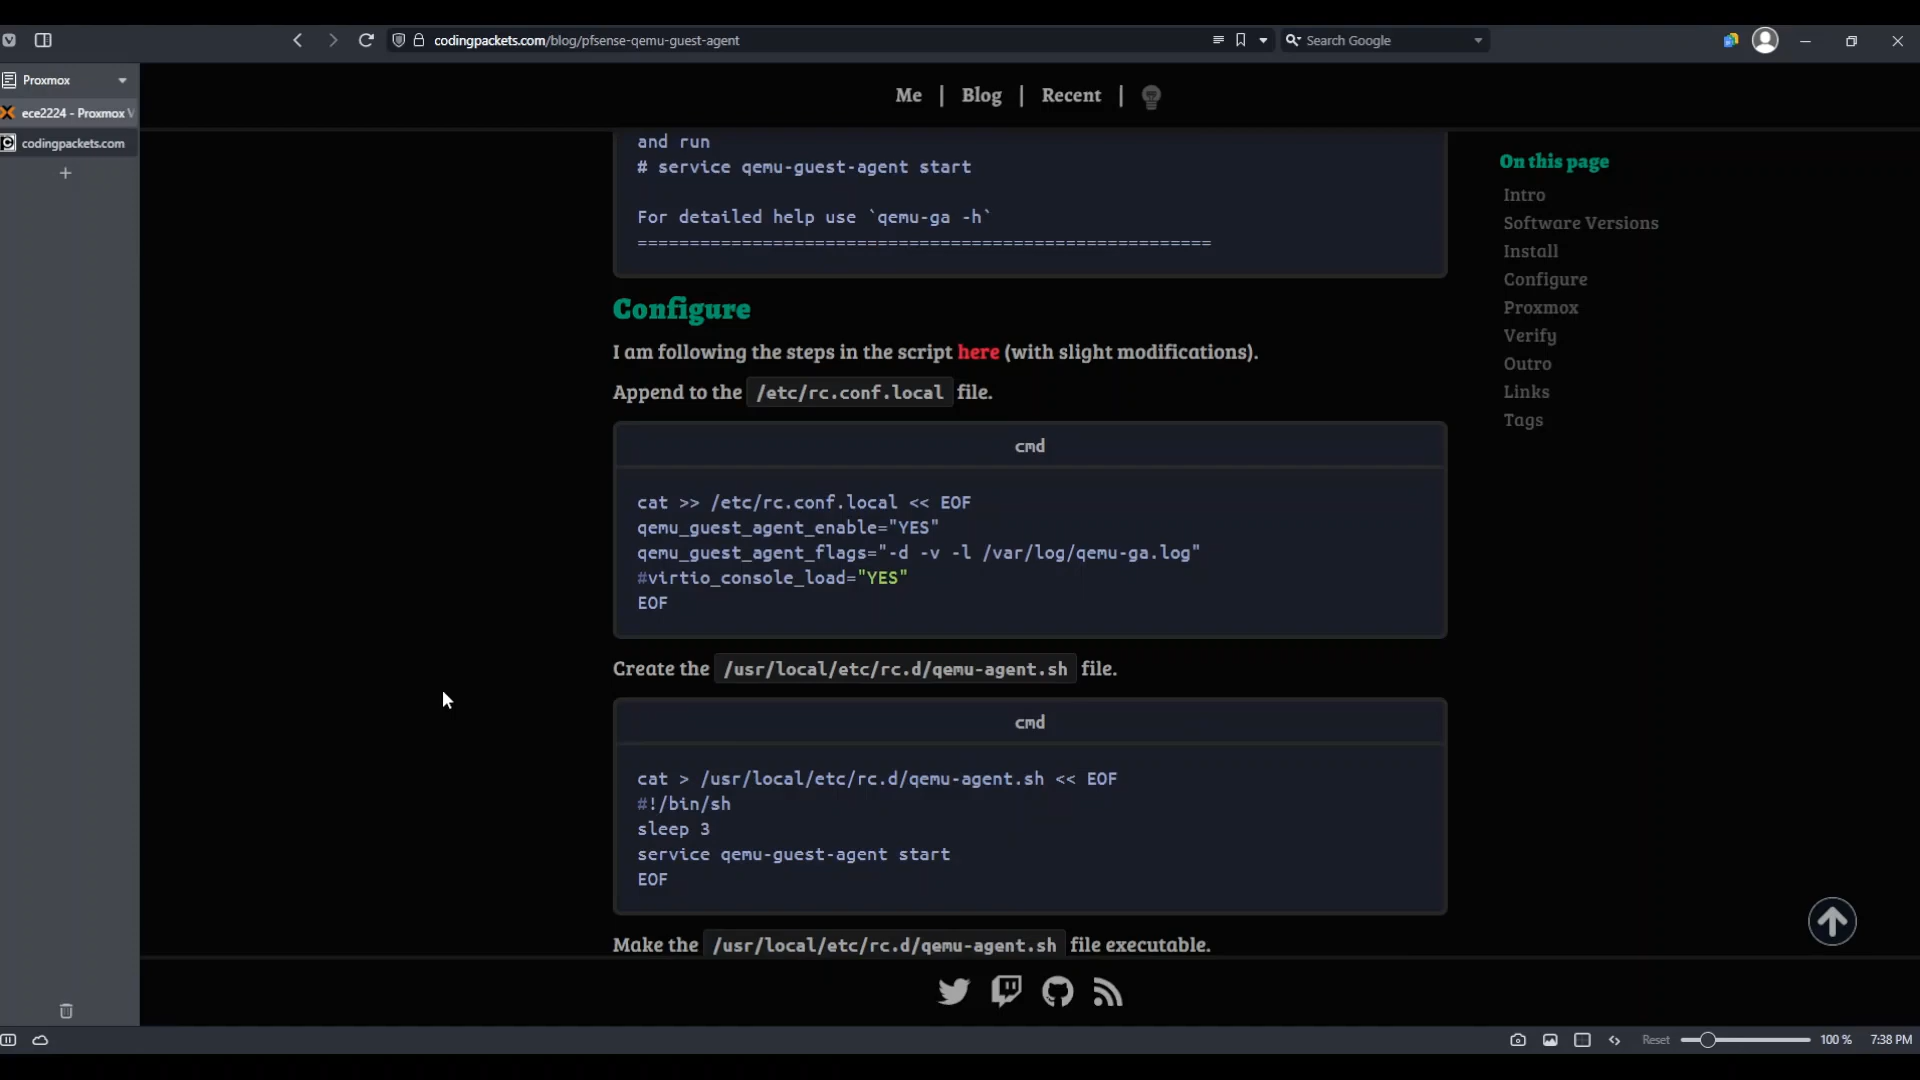 codingpackets.com/blog/pfsense-qemu-guest-agent
Search Google
Proxmox
ece2224 - Proxmox V
codingpackets.com
Me | Blog | Recent |
and run
# service qemu-guest-agent start
For detailed help use `qemu-ga -h`
=======================================================
Configure
I am following the steps in the script here (with slight modifications).
Append to the /etc/rc.conf.local file.
cmd
cat >> /etc/rc.conf.local << EOF
qemu_guest_agent_enable="YES"
qemu_guest_agent_flags="-d -v -l /var/log/qemu-ga.log"
#virtio_console_load="YES"
EOF
Create the /usr/local/etc/rc.d/qemu-agent.sh file.
cmd
cat > /usr/local/etc/rc.d/qemu-agent.sh << EOF
#!/bin/sh
sleep 3
service qemu-guest-agent start
EOF
Make the /usr/local/etc/rc.d/qemu-agent.sh file executable.
On this page
Intro
Software Versions
Install
Configure
Proxmox
Verify
Outro
Links
Tags
Reset
100 %
7:38 PM